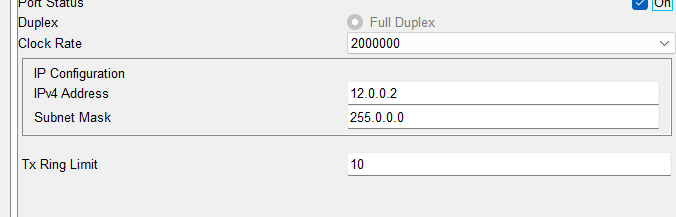 Port Status On
Duplex Full Duplex
Clock Rate 2000000
IP Configuration
IPv4 Address 12.0.0.2
Subnet Mask 255.0.0.0
Tx Ring Limit 10